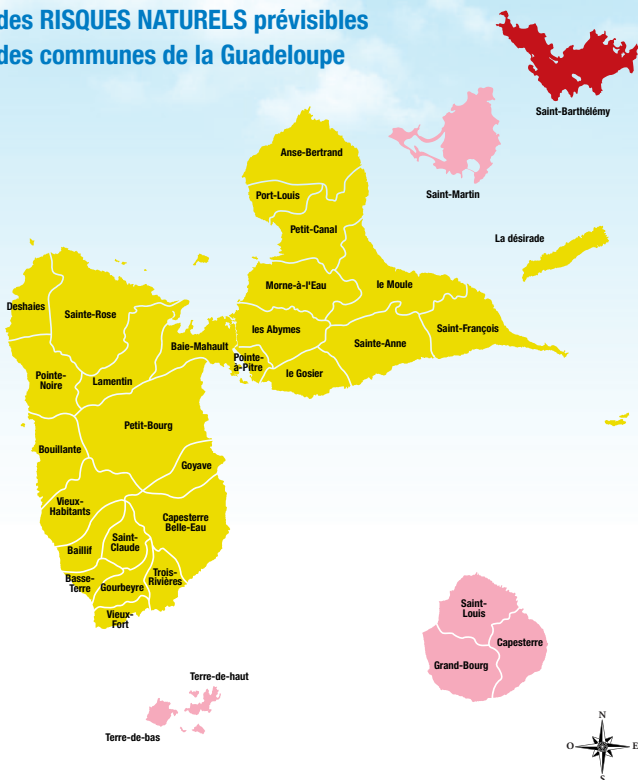 des RISQUES NATURELS prévisibles
des communes de la Guadeloupe
Saint-Barthélémy
Saint-Martin
Anse-Bertrand
Port-Louis
Petit-Canal
La désirade
Morne-à-l'Eau
le Moule
Deshaies
Sainte-Rose
les Abymes
Saint-François
Baie-Mahault
Sainte-Anne
Pointe-
à-Pitre
le Gosier
Pointe-
Noire
Lamentin
Petit-Bourg
Bouillante
Goyave
Vieux-
Habitants
Capesterre
Belle-Eau
Saint-
Claude
Baillif
Trois-
Rivières
Basse-
Terre
Gourbeyre
Vieux-
Fort
Saint-
Louis
Capesterre
Grand-Bourg
Terre-de-haut
Terre-de-bas
N
O
E
S